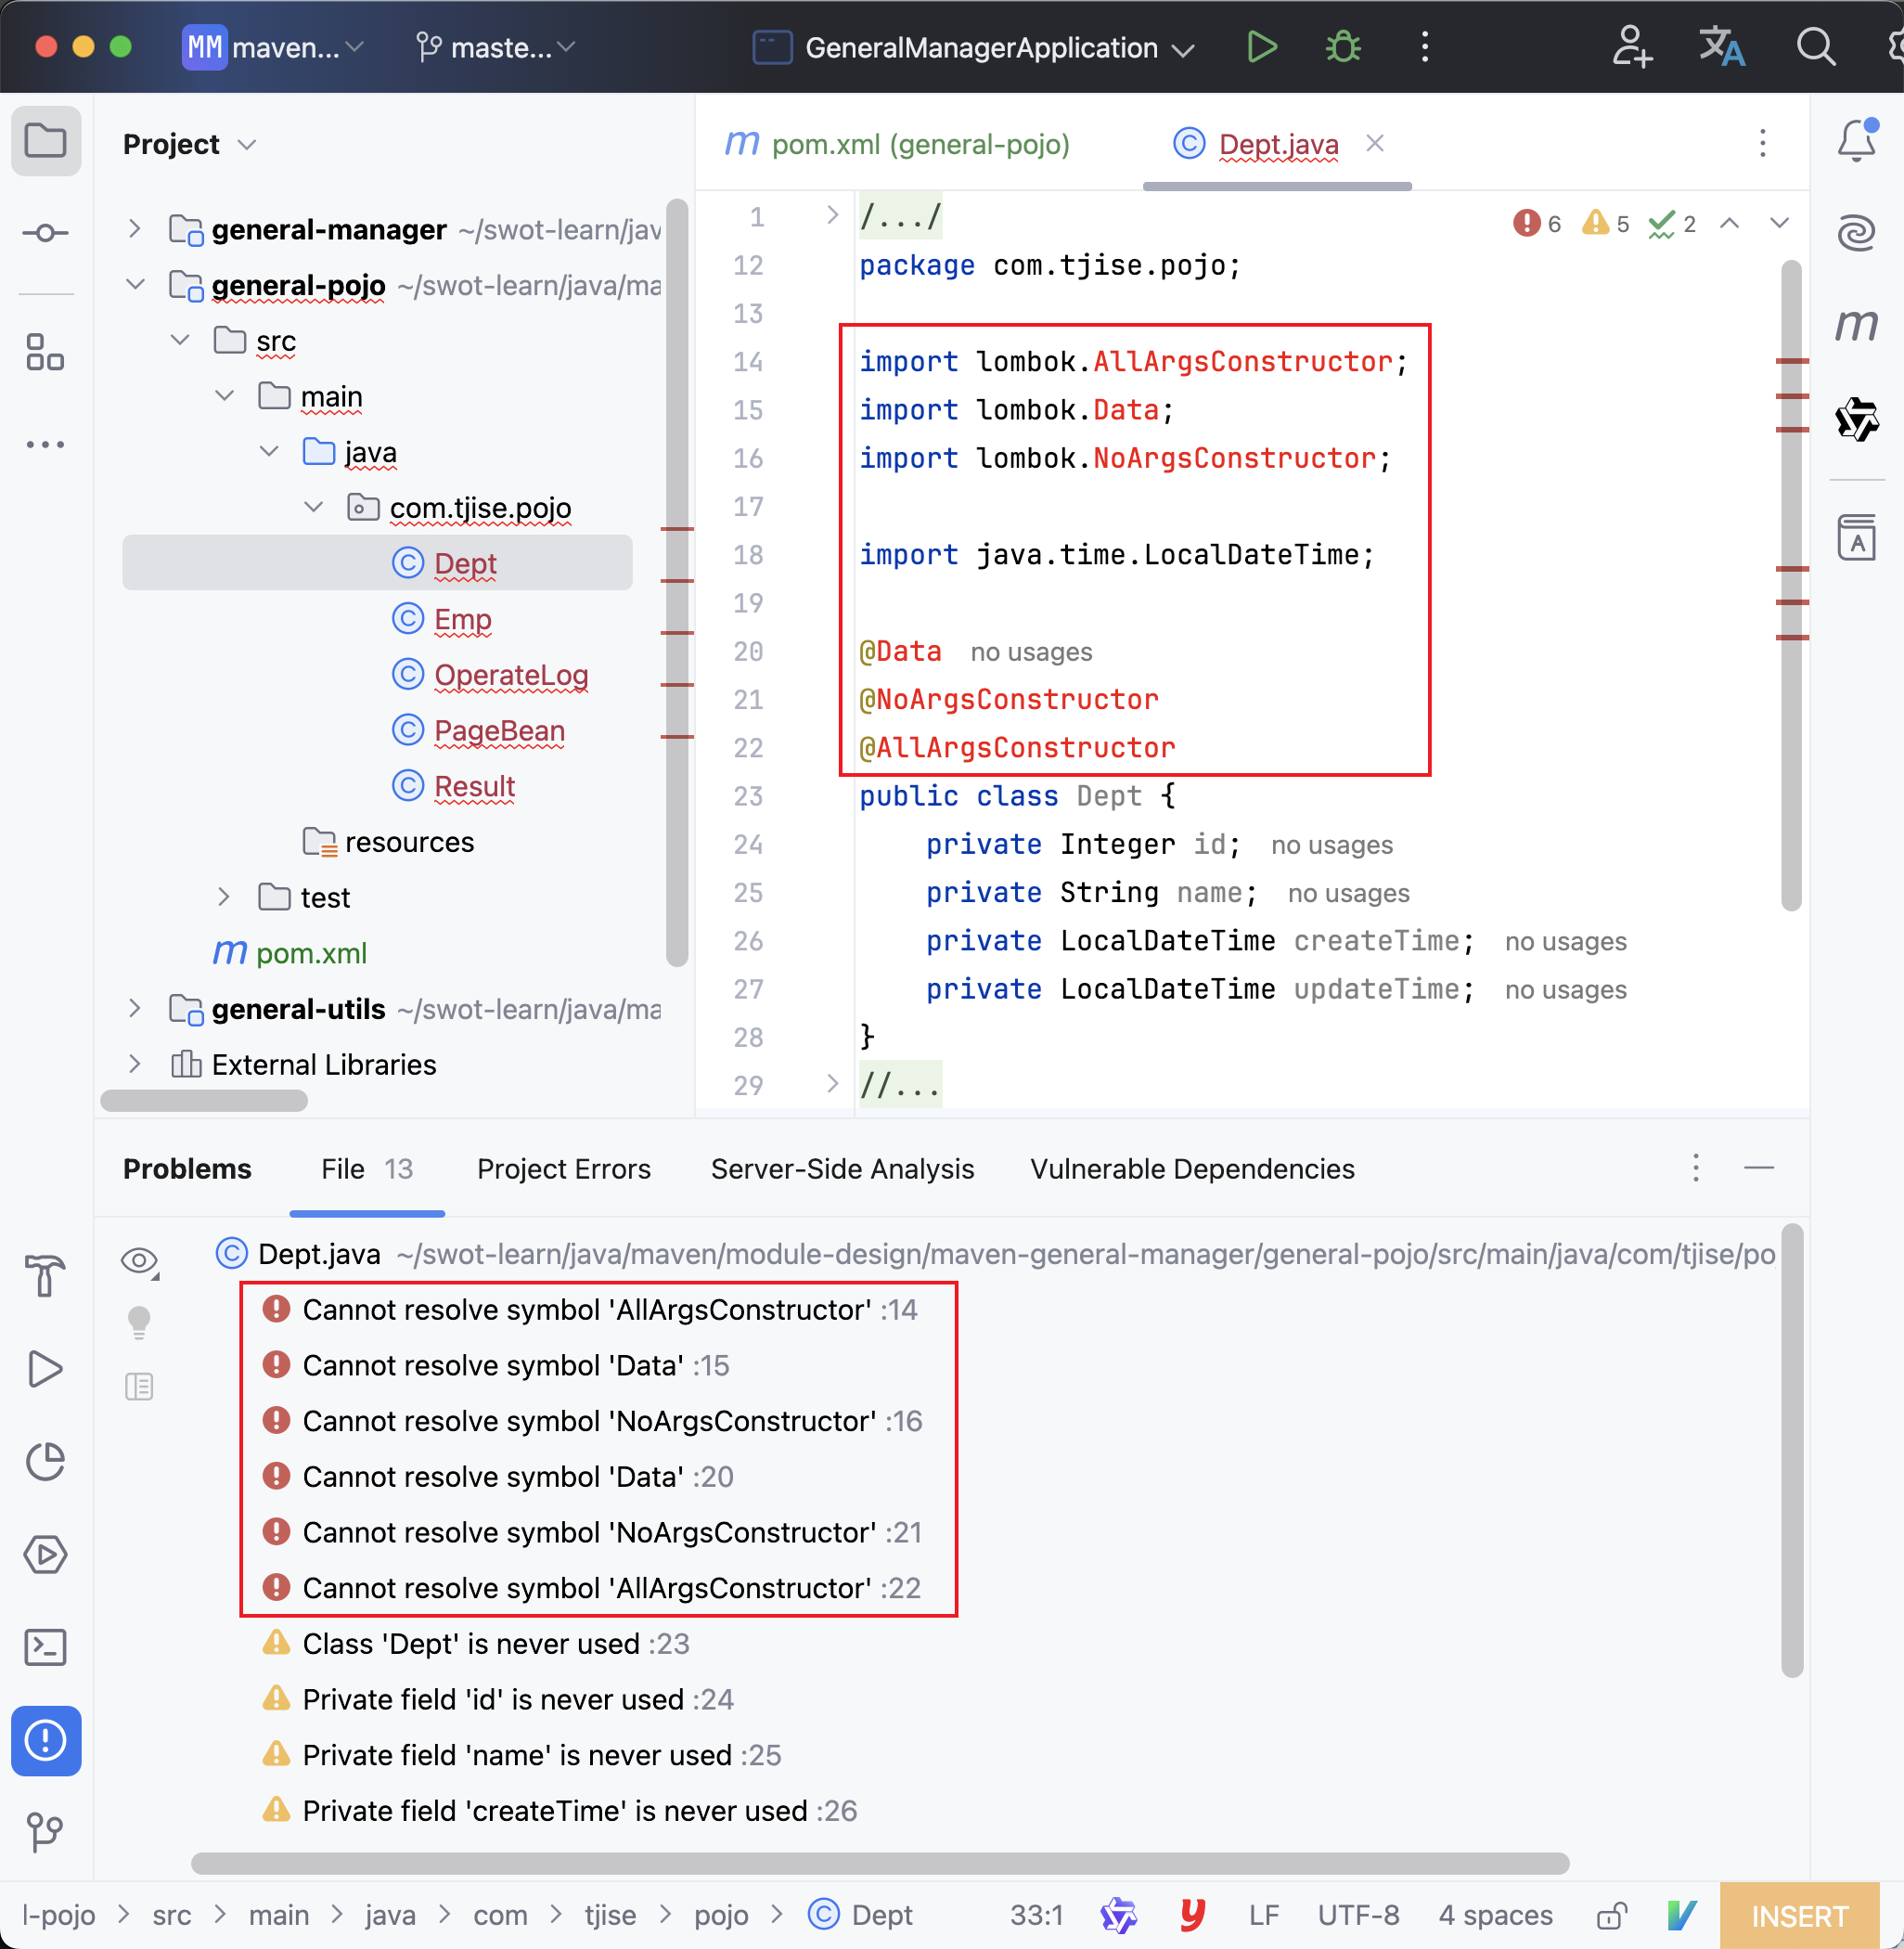 MM maven... maste... GeneralManagerApplication
Project
general-manager ~/swot-learn/jav
general-pojo ~/swot-learn/java/ma
src
main
java
com.tjise.pojo
Dept
Emp
OperateLog
PageBean
Result
resources
test
m pom.xml
general-utils ~/swot-learn/java/ma
External Libraries
m pom.xml (general-pojo) Dept.java
6 5 2
1 /.../
12 package com.tjise.pojo;
13
14 import lombok.AllArgsConstructor;
15 import lombok.Data;
16 import lombok.NoArgsConstructor;
17
18 import java.time.LocalDateTime;
19
20 @Data no usages
21 @NoArgsConstructor
22 @AllArgsConstructor
23 public class Dept {
24 private Integer id; no usages
25 private String name; no usages
26 private LocalDateTime createTime; no usages
27 private LocalDateTime updateTime; no usages
28 }
29 //...
Problems File 13 Project Errors Server-Side Analysis Vulnerable Dependencies
Dept.java ~/swot-learn/java/maven/module-design/maven-general-manager/general-pojo/src/main/java/com/tjise/po
Cannot resolve symbol 'AllArgsConstructor' :14
Cannot resolve symbol 'Data' :15
Cannot resolve symbol 'NoArgsConstructor' :16
Cannot resolve symbol 'Data' :20
Cannot resolve symbol 'NoArgsConstructor' :21
Cannot resolve symbol 'AllArgsConstructor' :22
Class 'Dept' is never used :23
Private field 'id' is never used :24
Private field 'name' is never used :25
Private field 'createTime' is never used :26
l-pojo > src > main > java > com > tjise > pojo > Dept 33:1 LF UTF-8 4 spaces INSERT